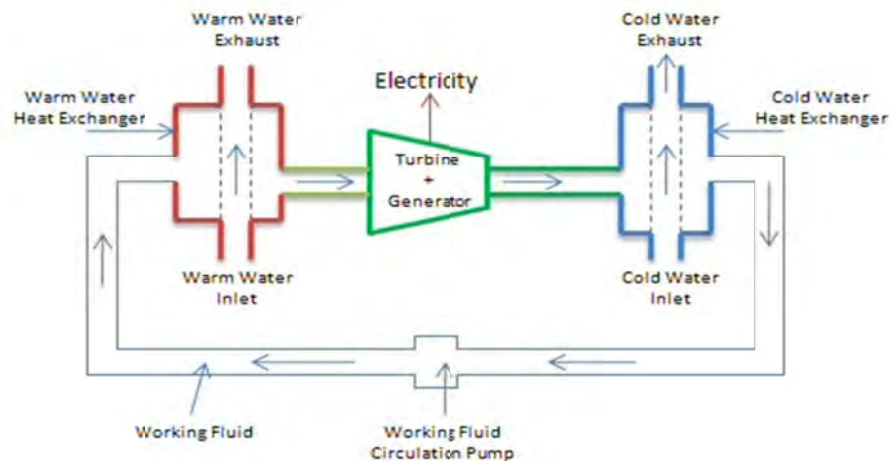 Warm Water
Exhaust
Cold Water
Exhaust
Electricity
Warm Water
Heat Exchanger
Cold Water
Heat Exchanger
Turbine
+
Generator
Warm Water
Inlet
Cold Water
Inlet
Working Fluid
Working Fluid
Circulation Pump